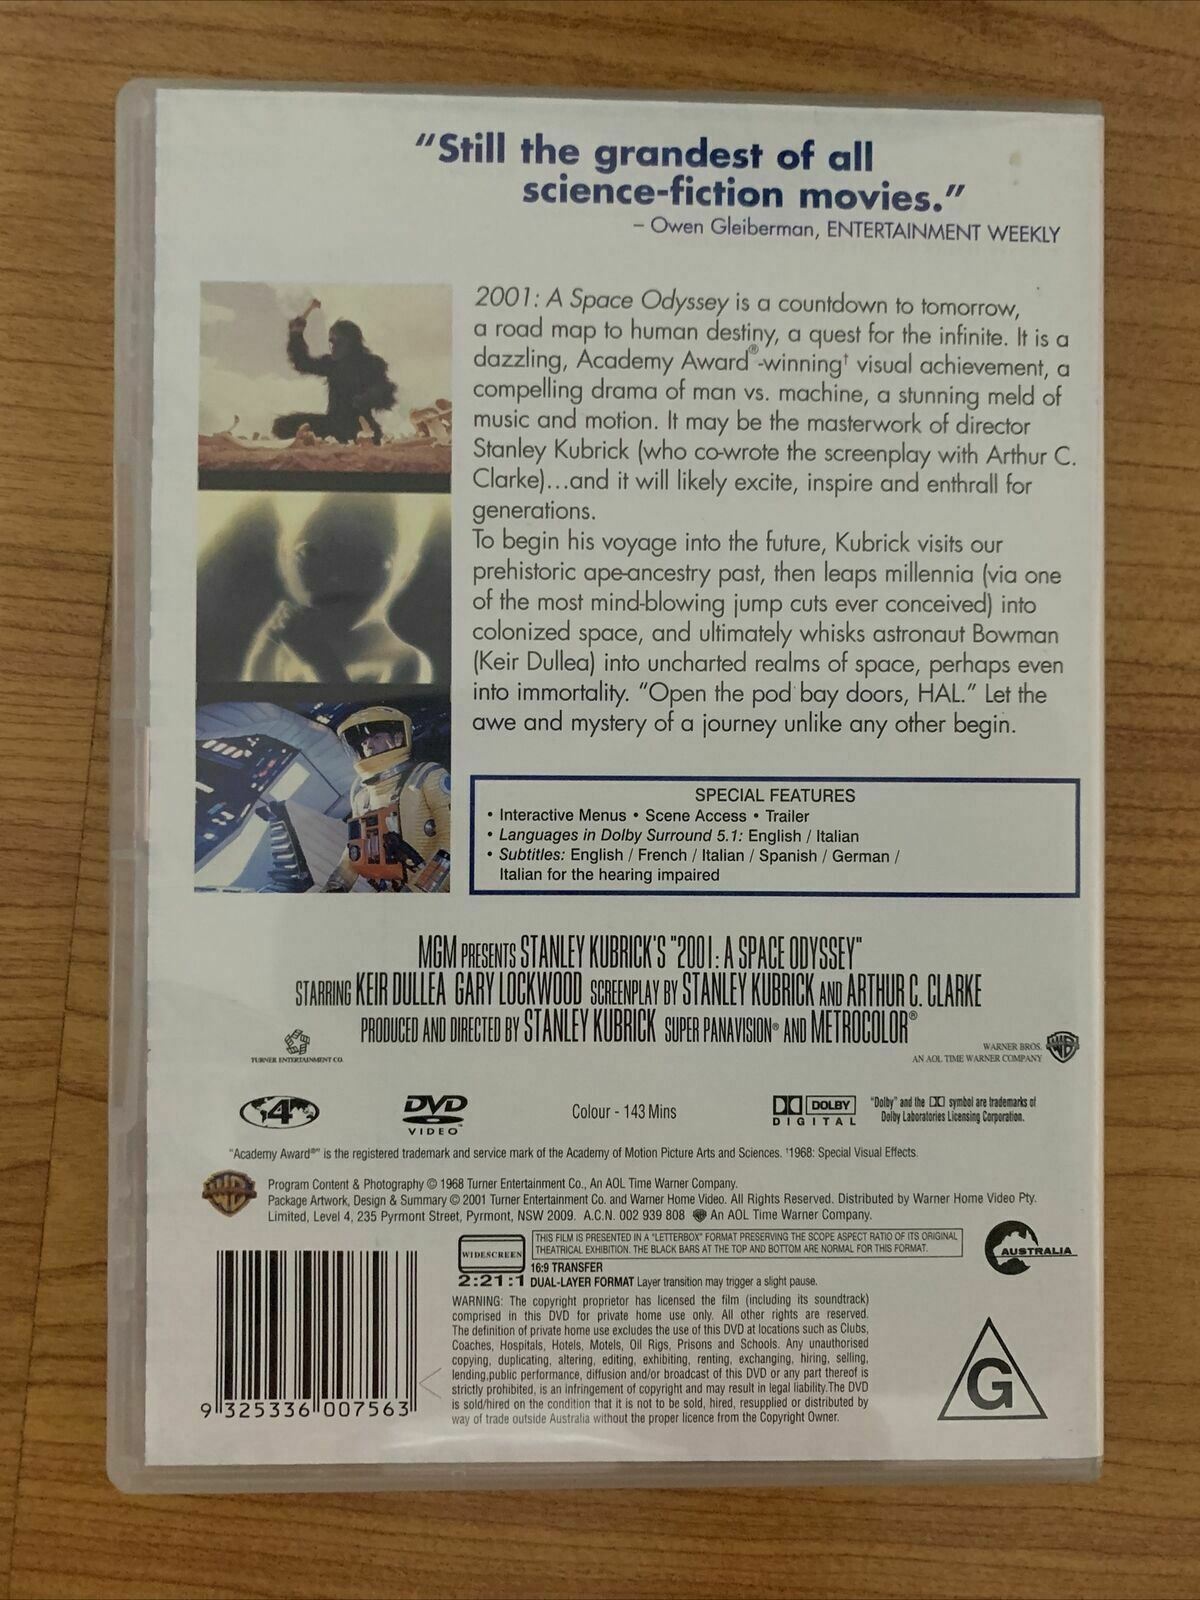 “Still the grandest of all
science-fiction movies.”
– Owen Gleiberman, ENTERTAINMENT WEEKLY
2001: A Space Odyssey is a countdown to tomorrow,
a road map to human destiny, a quest for the infinite. It is a
dazzling, Academy Award®-winning† visual achievement, a
compelling drama of man vs. machine, a stunning meld of
music and motion. It may be the masterwork of director
Stanley Kubrick (who co-wrote the screenplay with Arthur C.
Clarke)...and it will likely excite, inspire and enthrall for
generations.
To begin his voyage into the future, Kubrick visits our
prehistoric ape-ancestry past, then leaps millennia (via one
of the most mind-blowing jump cuts ever conceived) into
colonized space, and ultimately whisks astronaut Bowman
(Keir Dullea) into uncharted realms of space, perhaps even
into immortality. “Open the pod bay doors, HAL.” Let the
awe and mystery of a journey unlike any other begin.
SPECIAL FEATURES
• Interactive Menus • Scene Access • Trailer
• Languages in Dolby Surround 5.1: English / Italian
• Subtitles: English / French / Italian / Spanish / German /
Italian for the hearing impaired
MGM PRESENTS STANLEY KUBRICK'S "2001: A SPACE ODYSSEY"
STARRING KEIR DULLEA GARY LOCKWOOD SCREENPLAY BY STANLEY KUBRICK AND ARTHUR C. CLARKE
PRODUCED AND DIRECTED BY STANLEY KUBRICK SUPER PANAVISION® AND METROCOLOR®
TURNER ENTERTAINMENT CO.
WARNER BROS.
AN AOL TIME WARNER COMPANY
WB
4
DVD
VIDEO™
Colour - 143 Mins
DOLBY
DIGITAL
"Dolby" and the DD symbol are trademarks of
Dolby Laboratories Licensing Corporation.
"Academy Award®" is the registered trademark and service mark of the Academy of Motion Picture Arts and Sciences. †1968: Special Visual Effects.
WB
Program Content & Photography © 1968 Turner Entertainment Co., An AOL Time Warner Company.
Package Artwork, Design & Summary © 2001 Turner Entertainment Co. and Warner Home Video. All Rights Reserved. Distributed by Warner Home Video Pty.
Limited, Level 4, 235 Pyrmont Street, Pyrmont, NSW 2009. A.C.N. 002 939 808 An AOL Time Warner Company.
WIDESCREEN
THIS FILM IS PRESENTED IN A "LETTERBOX" FORMAT PRESERVING THE SCOPE ASPECT RATIO OF ITS ORIGINAL
THEATRICAL EXHIBITION. THE BLACK BARS AT THE TOP AND BOTTOM ARE NORMAL FOR THIS FORMAT.
16:9 TRANSFER
2:21:1 DUAL-LAYER FORMAT Layer transition may trigger a slight pause.
AUSTRALIA
WARNING: The copyright proprietor has licensed the film (including its soundtrack)
comprised in this DVD for private home use only. All other rights are reserved.
The definition of private home use excludes the use of this DVD at locations such as Clubs,
Coaches, Hospitals, Hotels, Motels, Oil Rigs, Prisons and Schools. Any unauthorised
copying, duplicating, altering, editing, exhibiting, renting, exchanging, hiring, selling,
lending,public performance, diffusion and/or broadcast of this DVD or any part thereof is
strictly prohibited, is an infringement of copyright and may result in legal liability.The DVD
is sold/hired on the condition that it is not to be sold, hired, resupplied or distributed by
way of trade outside Australia without the proper licence from the Copyright Owner.
9 325336 007563
G